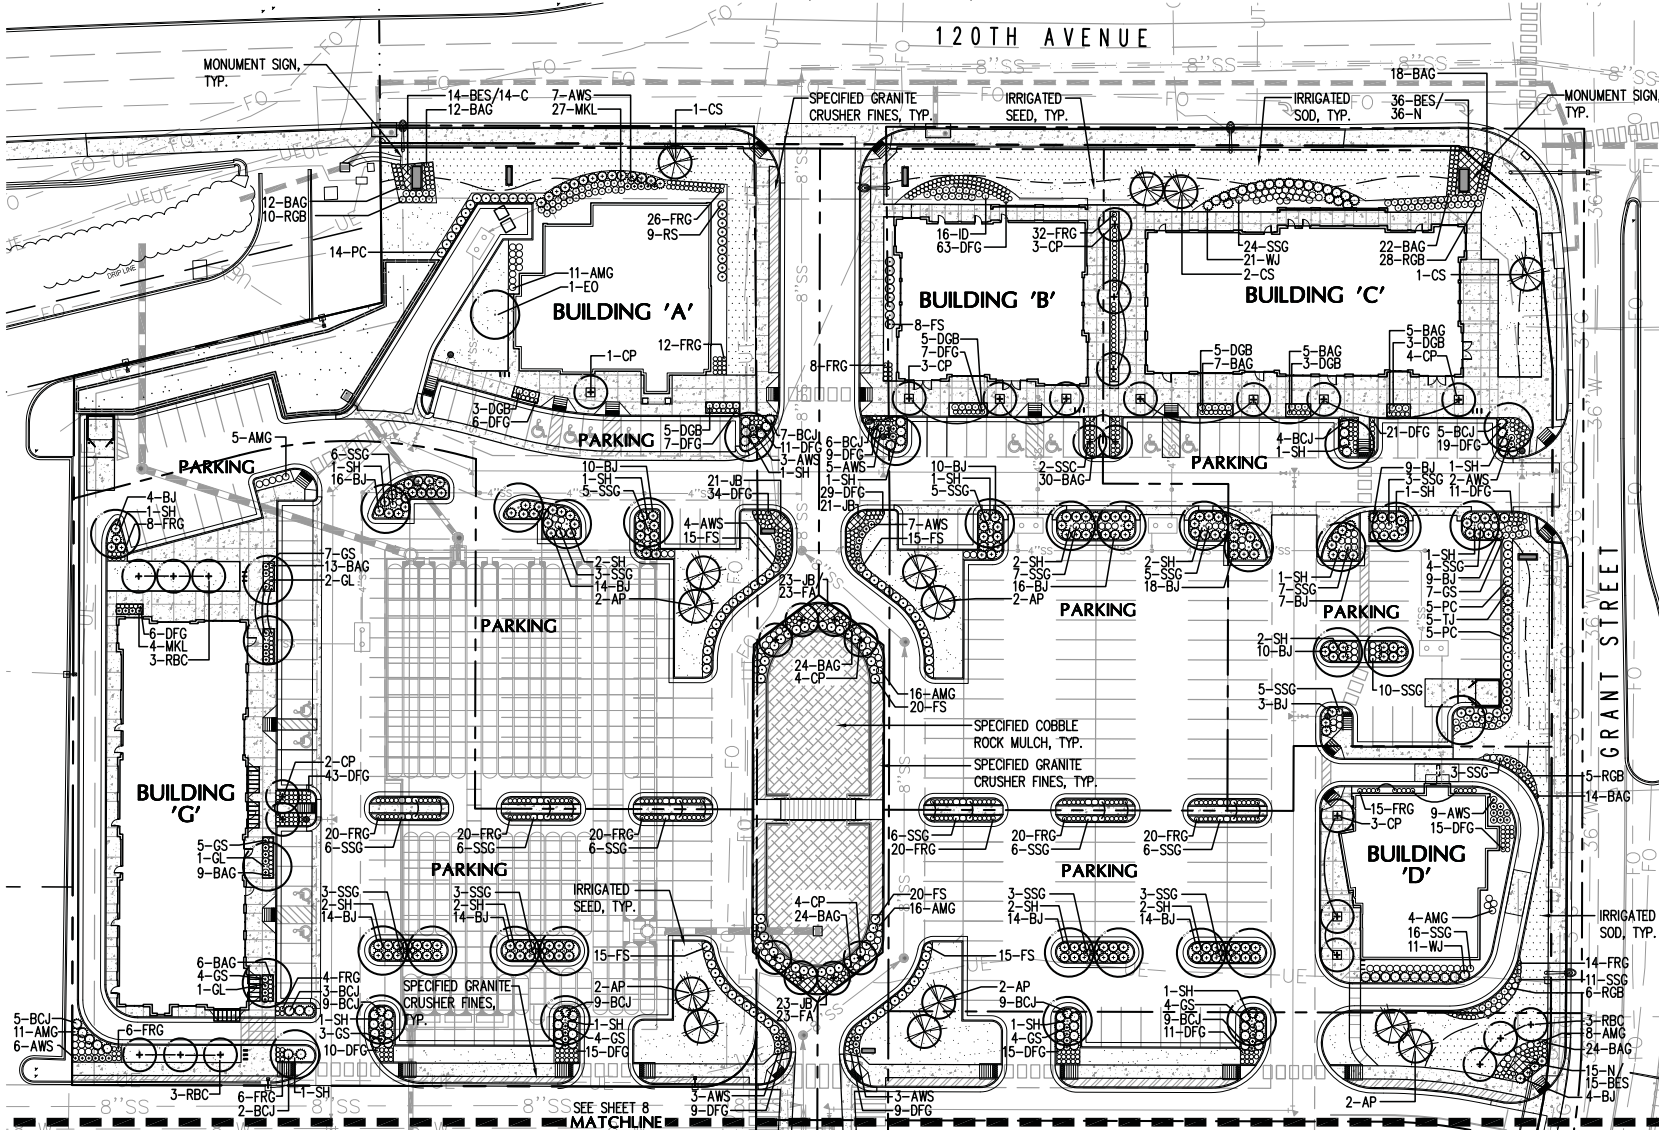 120TH AVENUE
MONUMENT SIGN,
TYP.
14-BES/14-C
12-BAG
7-AWS
27-MKL
1-CS
SPECIFIED GRANITE
CRUSHER FINES, TYP.
IRRIGATED
SEED, TYP.
IRRIGATED
SOD, TYP.
18-BAG
36-BES/
36-N
MONUMENT SIGN,
TYP.
12-BAG
10-RGB
14-PC
DRIP LINE
26-FRG
9-RS
11-AMG
1-EO
BUILDING 'A'
1-CP
12-FRG
16-ID
63-DFG
32-FRG
3-CP
BUILDING 'B'
24-SSG
21-WJ
2-CS
22-BAG
28-RGB
1-CS
BUILDING 'C'
8-FS
5-DGB
7-DFG
3-CP
8-FRG
5-DGB
7-BAG
5-BAG
3-DGB
5-BAG
3-DGB
4-CP
3-DGB
6-DFG
PARKING
5-DGB
7-DFG
7-BCJ
11-DFG
3-AWS
1-SH
6-BCJ
9-DFG
5-AWS
1-SH
29-DFG
21-JB
2-SSC
30-BAG
PARKING
4-BCJ
1-SH
21-DFG
5-BCJ
19-DFG
1-SH
2-AWS
11-DFG
5-AMG
PARKING
6-SSG
1-SH
16-BJ
10-BJ
1-SH
5-SSG
21-JB
34-DFG
10-BJ
1-SH
5-SSG
9-BJ
3-SSG
1-SH
4-BJ
1-SH
8-FRG
4-AWS
15-FS
7-AWS
15-FS
7-GS
13-BAG
2-GL
2-SH
3-SSG
14-BJ
2-AP
23-JB
23-FA
2-AP
2-SH
7-SSG
16-BJ
2-SH
5-SSG
18-BJ
1-SH
7-SSG
7-BJ
1-SH
4-SSG
9-BJ
7-GS
5-PC
5-TJ
5-PC
PARKING
PARKING
PARKING
6-DFG
4-MKL
3-RBC
24-BAG
4-CP
16-AMG
20-FS
2-SH
10-BJ
10-SSG
5-SSG
3-BJ
SPECIFIED COBBLE
ROCK MULCH, TYP.
SPECIFIED GRANITE
CRUSHER FINES, TYP.
GRANT STREET
BUILDING
'G'
2-CP
43-DFG
3-SSG
5-RGB
14-BAG
20-FRG
6-SSG
20-FRG
6-SSG
20-FRG
6-SSG
16-SSG
20-FRG
20-FRG
6-SSG
20-FRG
6-SSG
15-FRG
3-CP
9-AWS
15-DFG
BUILDING
'D'
5-GS
1-GL
9-BAG
PARKING
PARKING
3-SSG
2-SH
14-BJ
3-SSG
2-SH
14-BJ
IRRIGATED
SEED, TYP.
4-CP
24-BAG
20-FS
16-AMG
3-SSG
2-SH
14-BJ
3-SSG
2-SH
14-BJ
4-AMG
16-SSG
11-WJ
IRRIGATED
SOD, TYP.
6-BAG
4-GS
1-GL
4-FRG
3-BCJ
9-BCJ
SPECIFIED GRANITE
CRUSHER FINES,
TYP.
15-FS
15-FS
14-FRG
11-SSG
6-RGB
2-AP
9-BCJ
23-JB
23-FA
2-AP
9-BCJ
1-SH
4-GS
9-BCJ
11-DFG
5-BCJ
11-AMG
6-AWS
6-FRG
1-SH
3-GS
10-DFG
1-SH
4-GS
15-DFG
1-SH
4-GS
15-DFG
3-RBC
8-AMG
24-BAG
15-N/
15-BES
4-BJ
3-RBC
6-FRG
2-BCJ
1-SH
3-AWS
9-DFG
3-AWS
9-DFG
2-AP
SEE SHEET 8
MATCHLINE